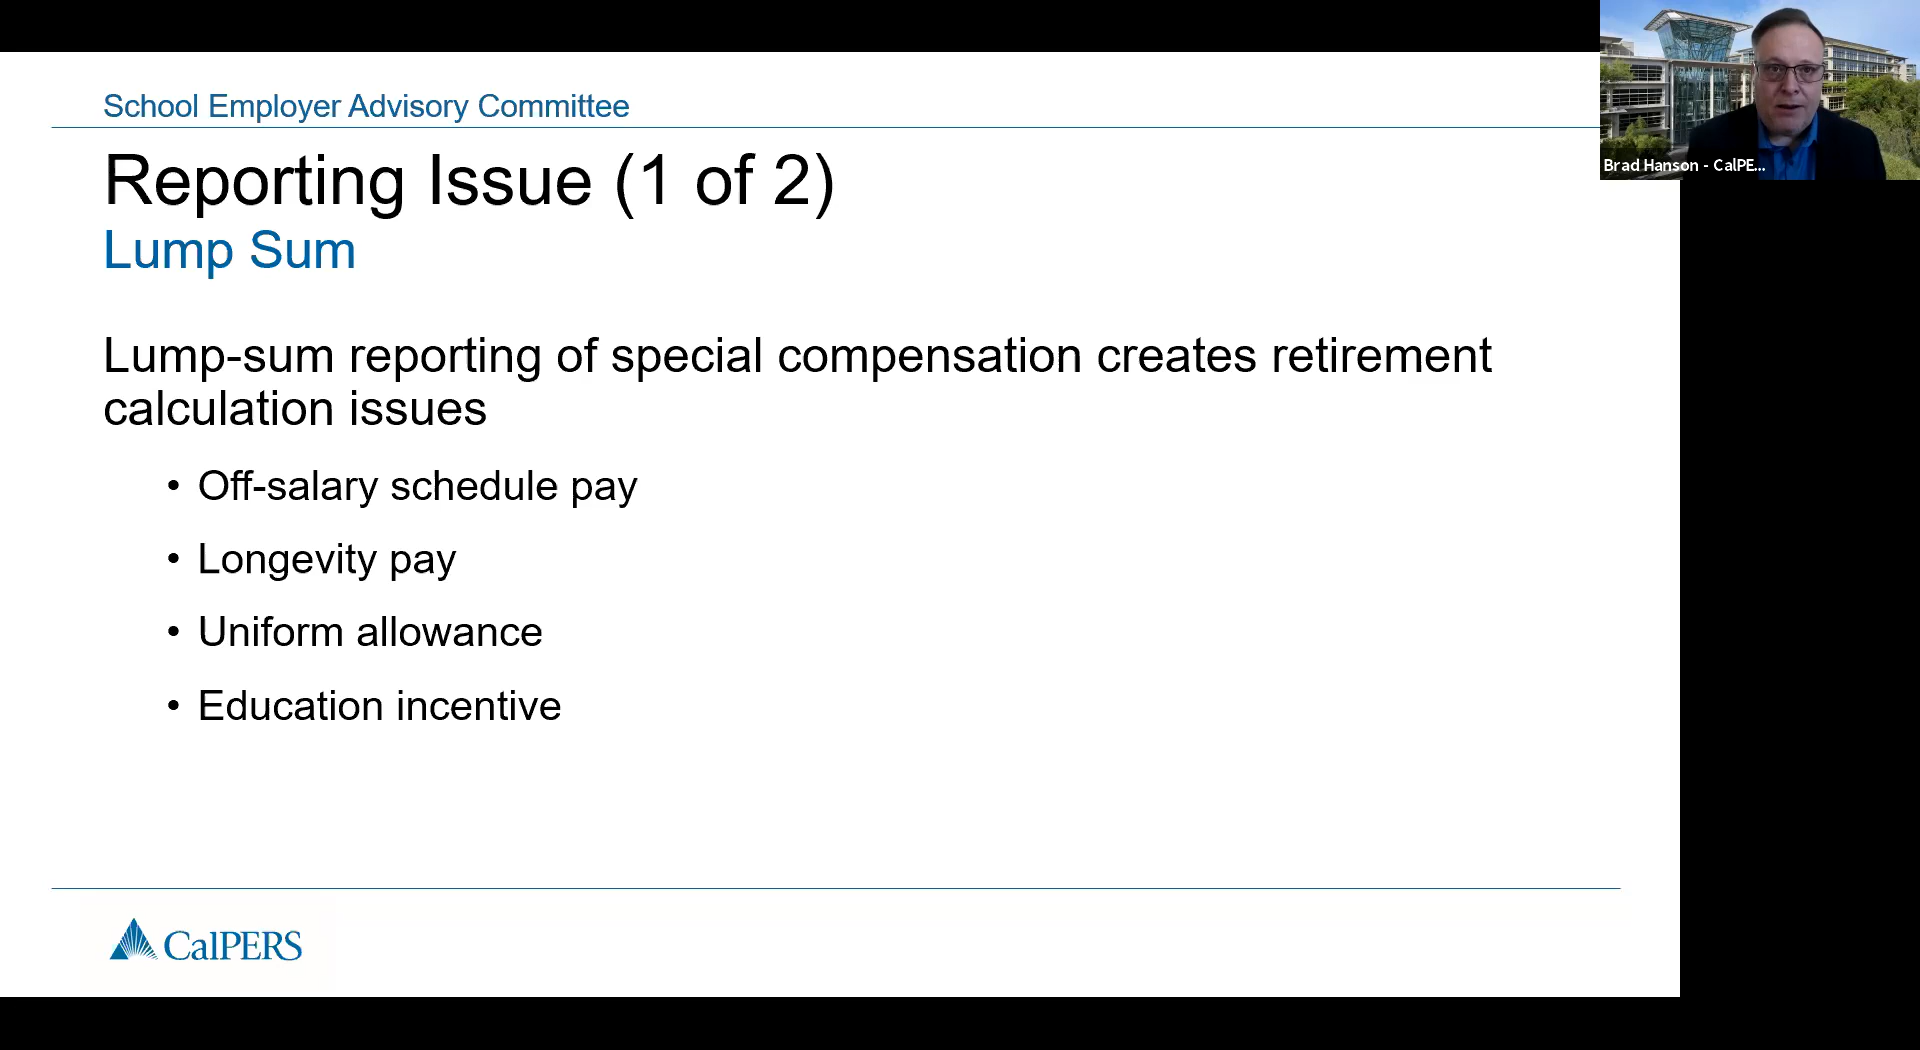 School Employer Advisory Committee
Reporting Issue (1 of 2)
Lump Sum
Lump-sum reporting of special compensation creates retirement
calculation issues
• Off-salary schedule pay
• Longevity pay
• Uniform allowance
• Education incentive
CalPERS
Brad Hanson - CalPE...